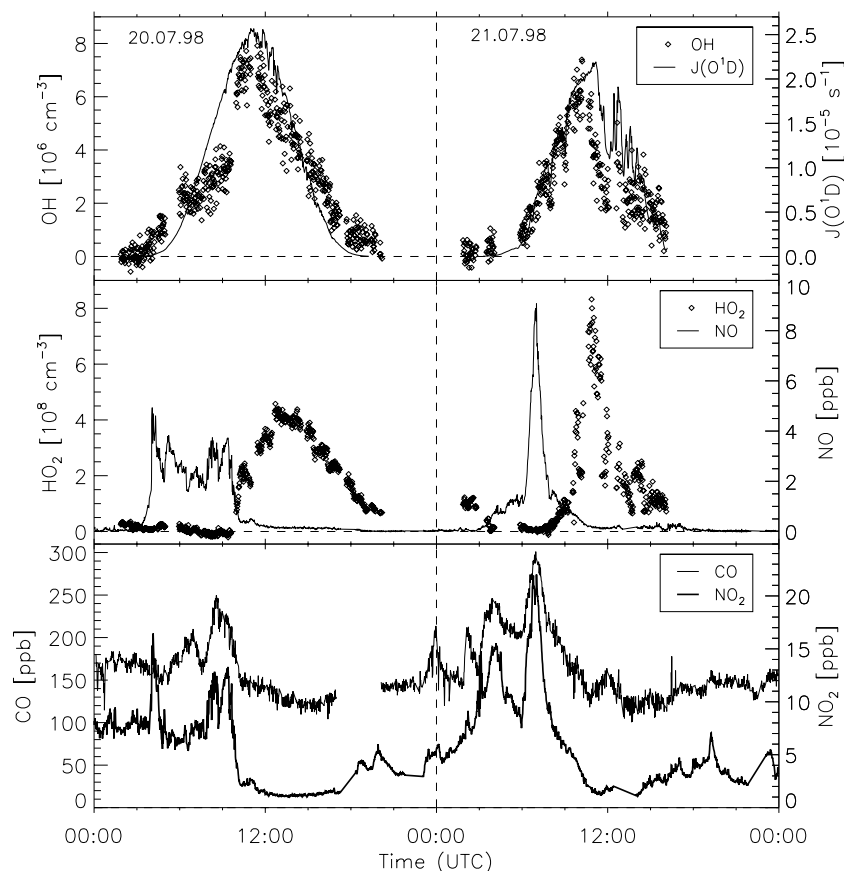 20.07.98
21.07.98
OH
J(O¹D)
8
6
4
2
0
OH [10⁶ cm⁻³]
2.5
2.0
1.5
1.0
0.5
0.0
J(O¹D) [10⁻⁵ s⁻¹]
HO₂
NO
8
6
4
2
0
HO₂ [10⁸ cm⁻³]
10
8
6
4
2
0
NO [ppb]
CO
NO₂
300
250
200
150
100
50
0
CO [ppb]
20
15
10
5
0
NO₂ [ppb]
00:00 12:00 00:00 12:00 00:00
Time (UTC)